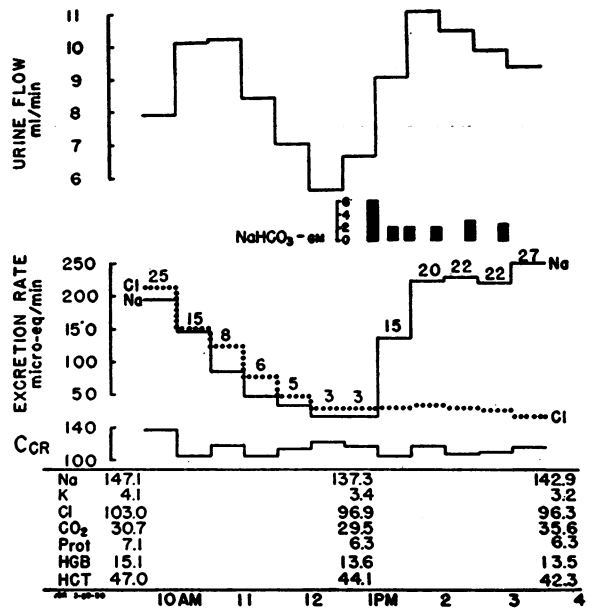 11
10
9
8
7
6
URINE FLOW
ml/min
NaHCO3 - GM
6
4
2
0
EXCRETION RATE
micro-eq/min
250
200
150
100
50
Cl
Na
25
15
8
6
5
3
3
15
20
22
22
27
Na
Cl
CCR
140
100
Na 147.1 137.3 142.9
K 4.1 3.4 3.2
Cl 103.0 96.9 96.3
CO2 30.7 29.5 35.6
Prot 7.1 6.3 6.3
HGB 15.1 13.6 13.5
HCT 47.0 44.1 42.3
10AM 11 12 1PM 2 3 4